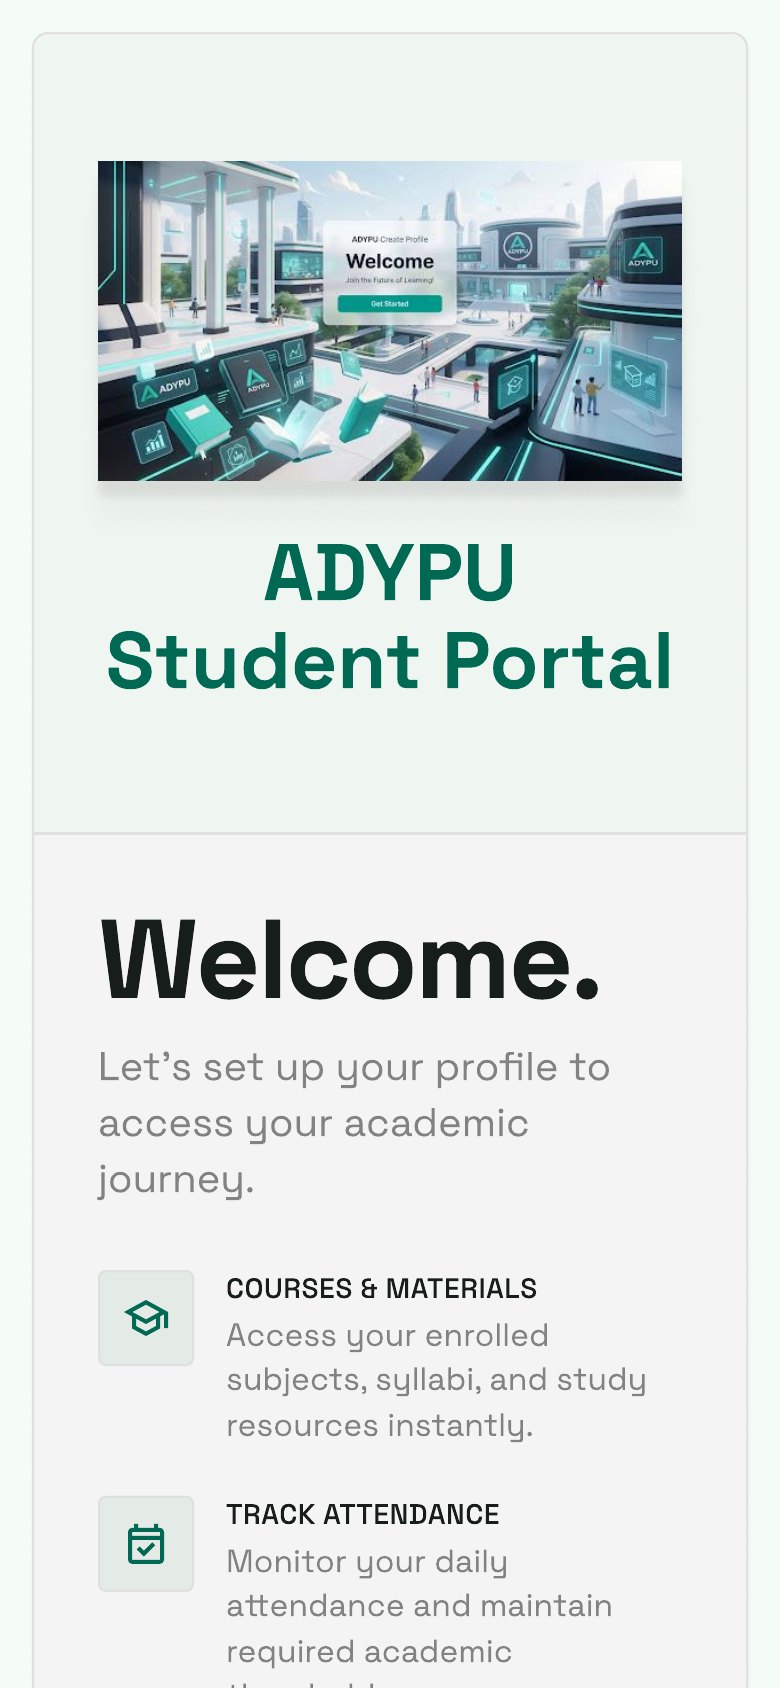 ADYPU Create Profile
Welcome
Join the Future of Learning!
Get Started
ADYPU
ADYPU
ADYPU
ADYPU
ADYPU
Student Portal
Welcome.
Let's set up your profile to
access your academic
journey.
COURSES & MATERIALS
Access your enrolled
subjects, syllabi, and study
resources instantly.
TRACK ATTENDANCE
Monitor your daily
attendance and maintain
required academic